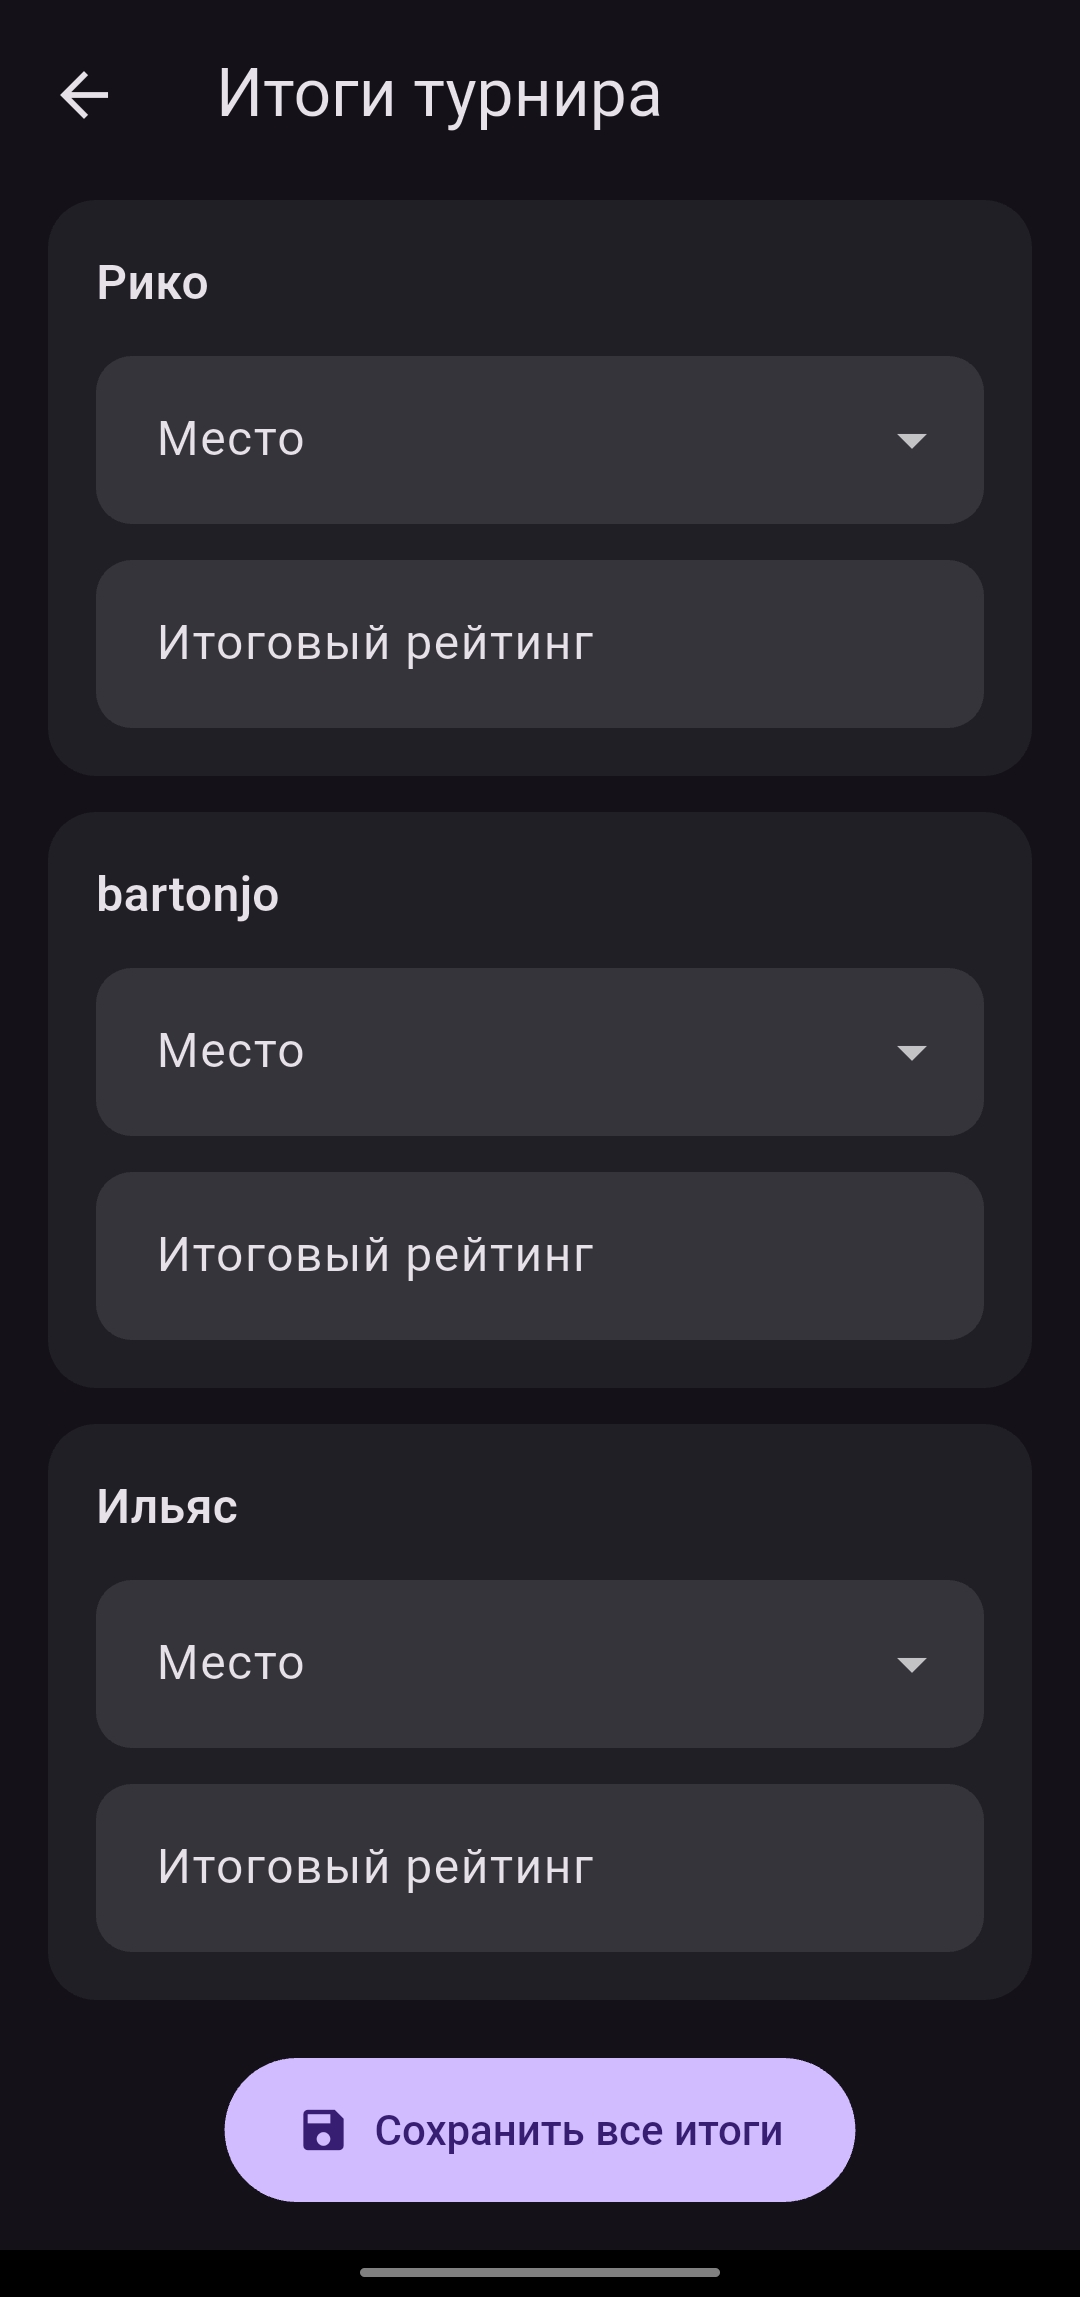 Итоги турнира
Рико
Место
Итоговый рейтинг
bartonjo
Место
Итоговый рейтинг
Ильяс
Место
Итоговый рейтинг
Сохранить все итоги